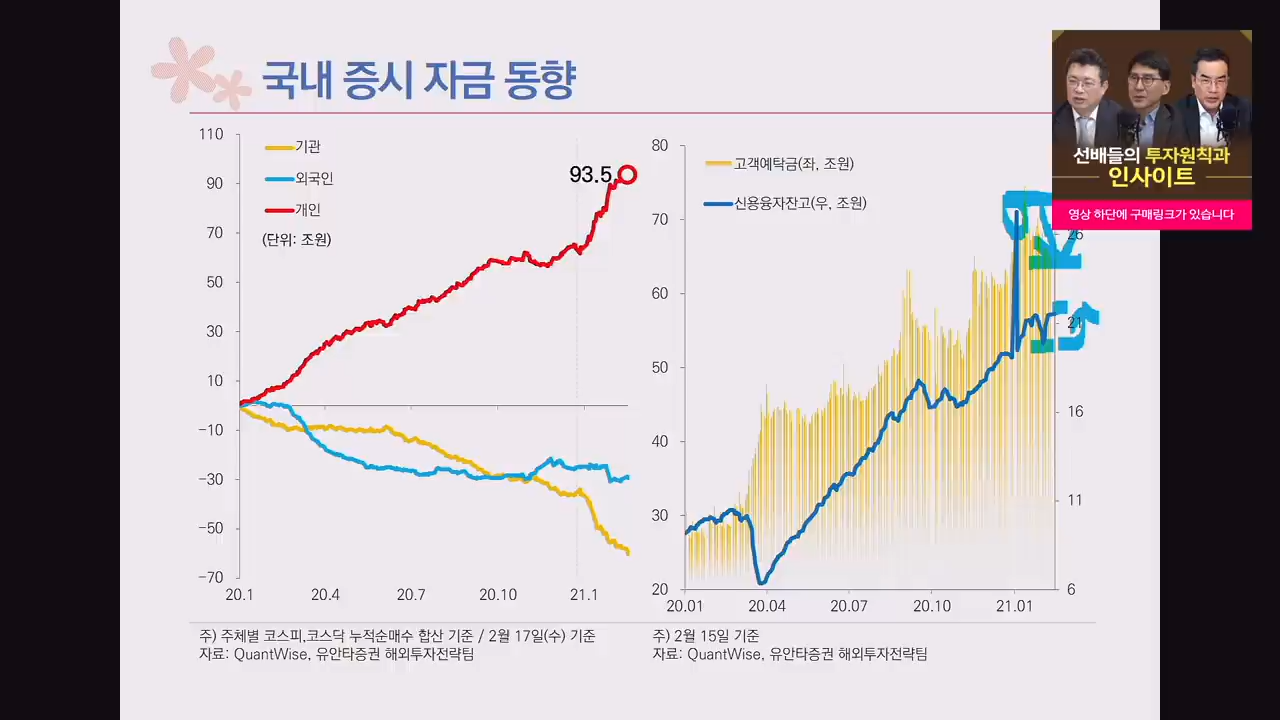 국내 증시 자금 동향
110
90
70
50
30
10
-10
-30
-50
-70
기관
외국인
개인
(단위: 조원)
93.5
20.1
20.4
20.7
20.10
21.1
주) 주체별 코스피,코스닥 누적순매수 합산 기준 / 2월 17일(수) 기준
자료: QuantWise, 유안타증권 해외투자전략팀
80
70
60
50
40
30
20
고객예탁금(좌, 조원)
신용융자잔고(우, 조원)
26
21
16
11
6
20.01
20.04
20.07
20.10
21.01
주) 2월 15일 기준
자료: QuantWise, 유안타증권 해외투자전략팀
선배들의 투자원칙과
인사이트
영상 하단에 구매링크가 있습니다